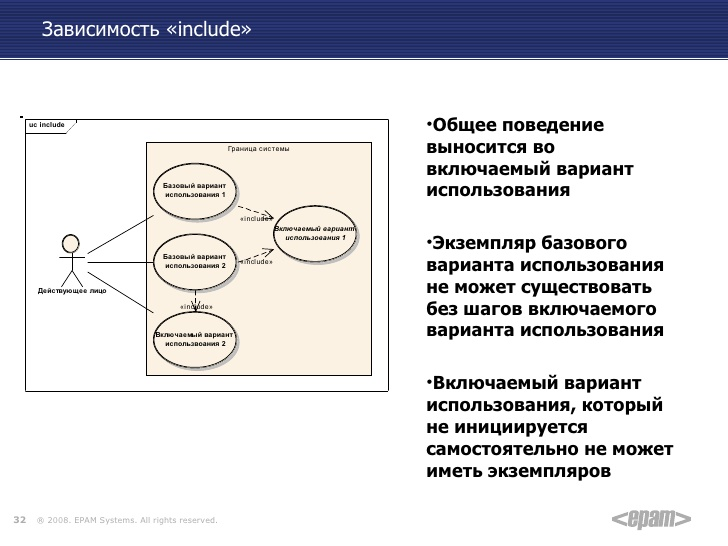 Зависимость «include»
uc include
Граница системы
Базовый вариант
использования 1
«include»
Включаемый вариант
использования 1
Базовый вариант
использования 2
«include»
Действующее лицо
«include»
Включаемый вариант
использвоания 2
•Общее поведение
выносится во
включаемый вариант
использования
•Экземпляр базового
варианта использования
не может существовать
без шагов включаемого
варианта использования
•Включаемый вариант
использования, который
не инициируется
самостоятельно не может
иметь экземпляров
32 ® 2008. EPAM Systems. All rights reserved.
<epam>